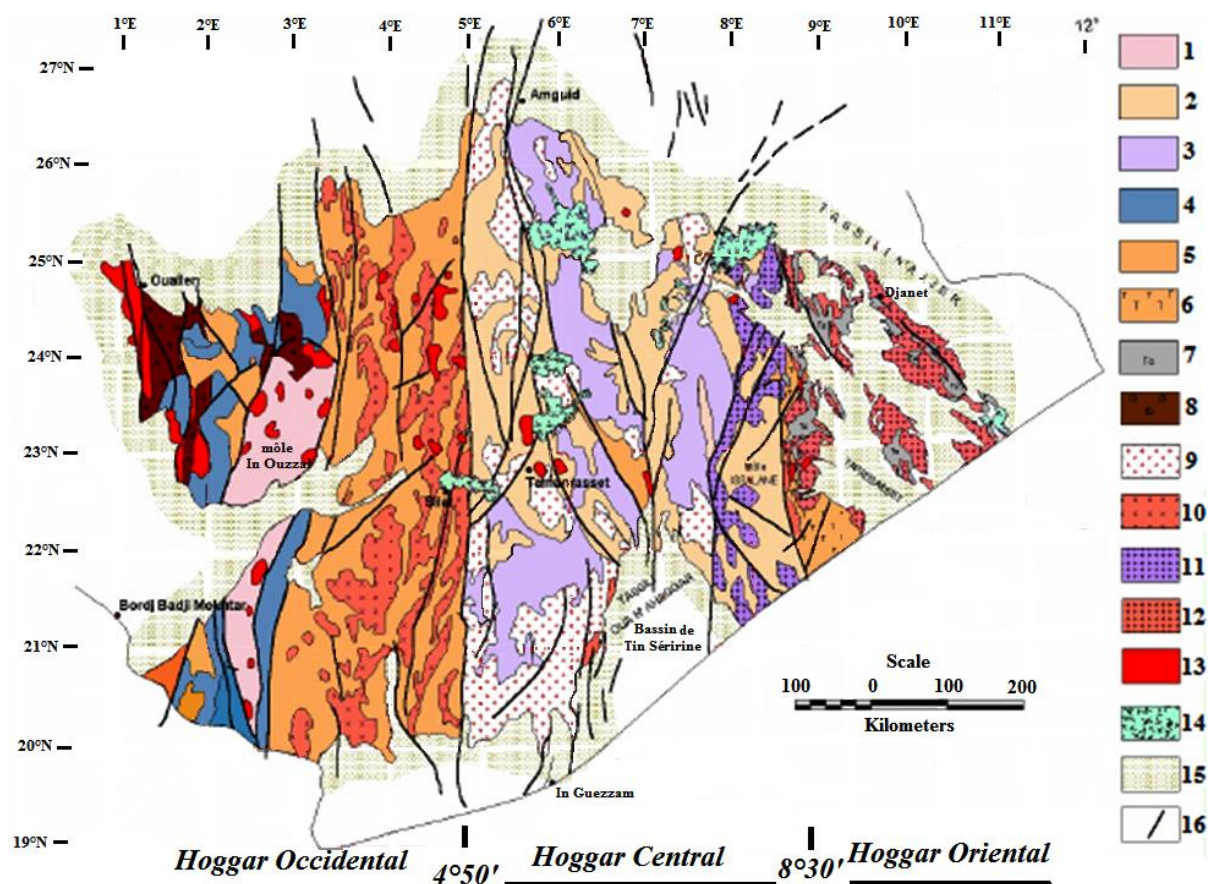 1°E 2°E 3°E 4°E 5°E 6°E 7°E 8°E 9°E 10°E 11°E 12°
27°N
26°N
25°N
24°N
23°N
22°N
21°N
20°N
19°N
Amguid
TASSILI NAJJER
Ouallen
Djanet
môle
In Ouzzal
Tamanrasset
Silet
Môle
ISSALANE
Bordj Badji Mokhtar
Bassin de
Tin Séririne
In Guezzam
Scale
100 0 100 200
Kilometers
Hoggar Occidental
4°50'
Hoggar Central
8°30'
Hoggar Oriental
1
2
3
4
5
6
7
8
9
10
11
12
13
14
15
16